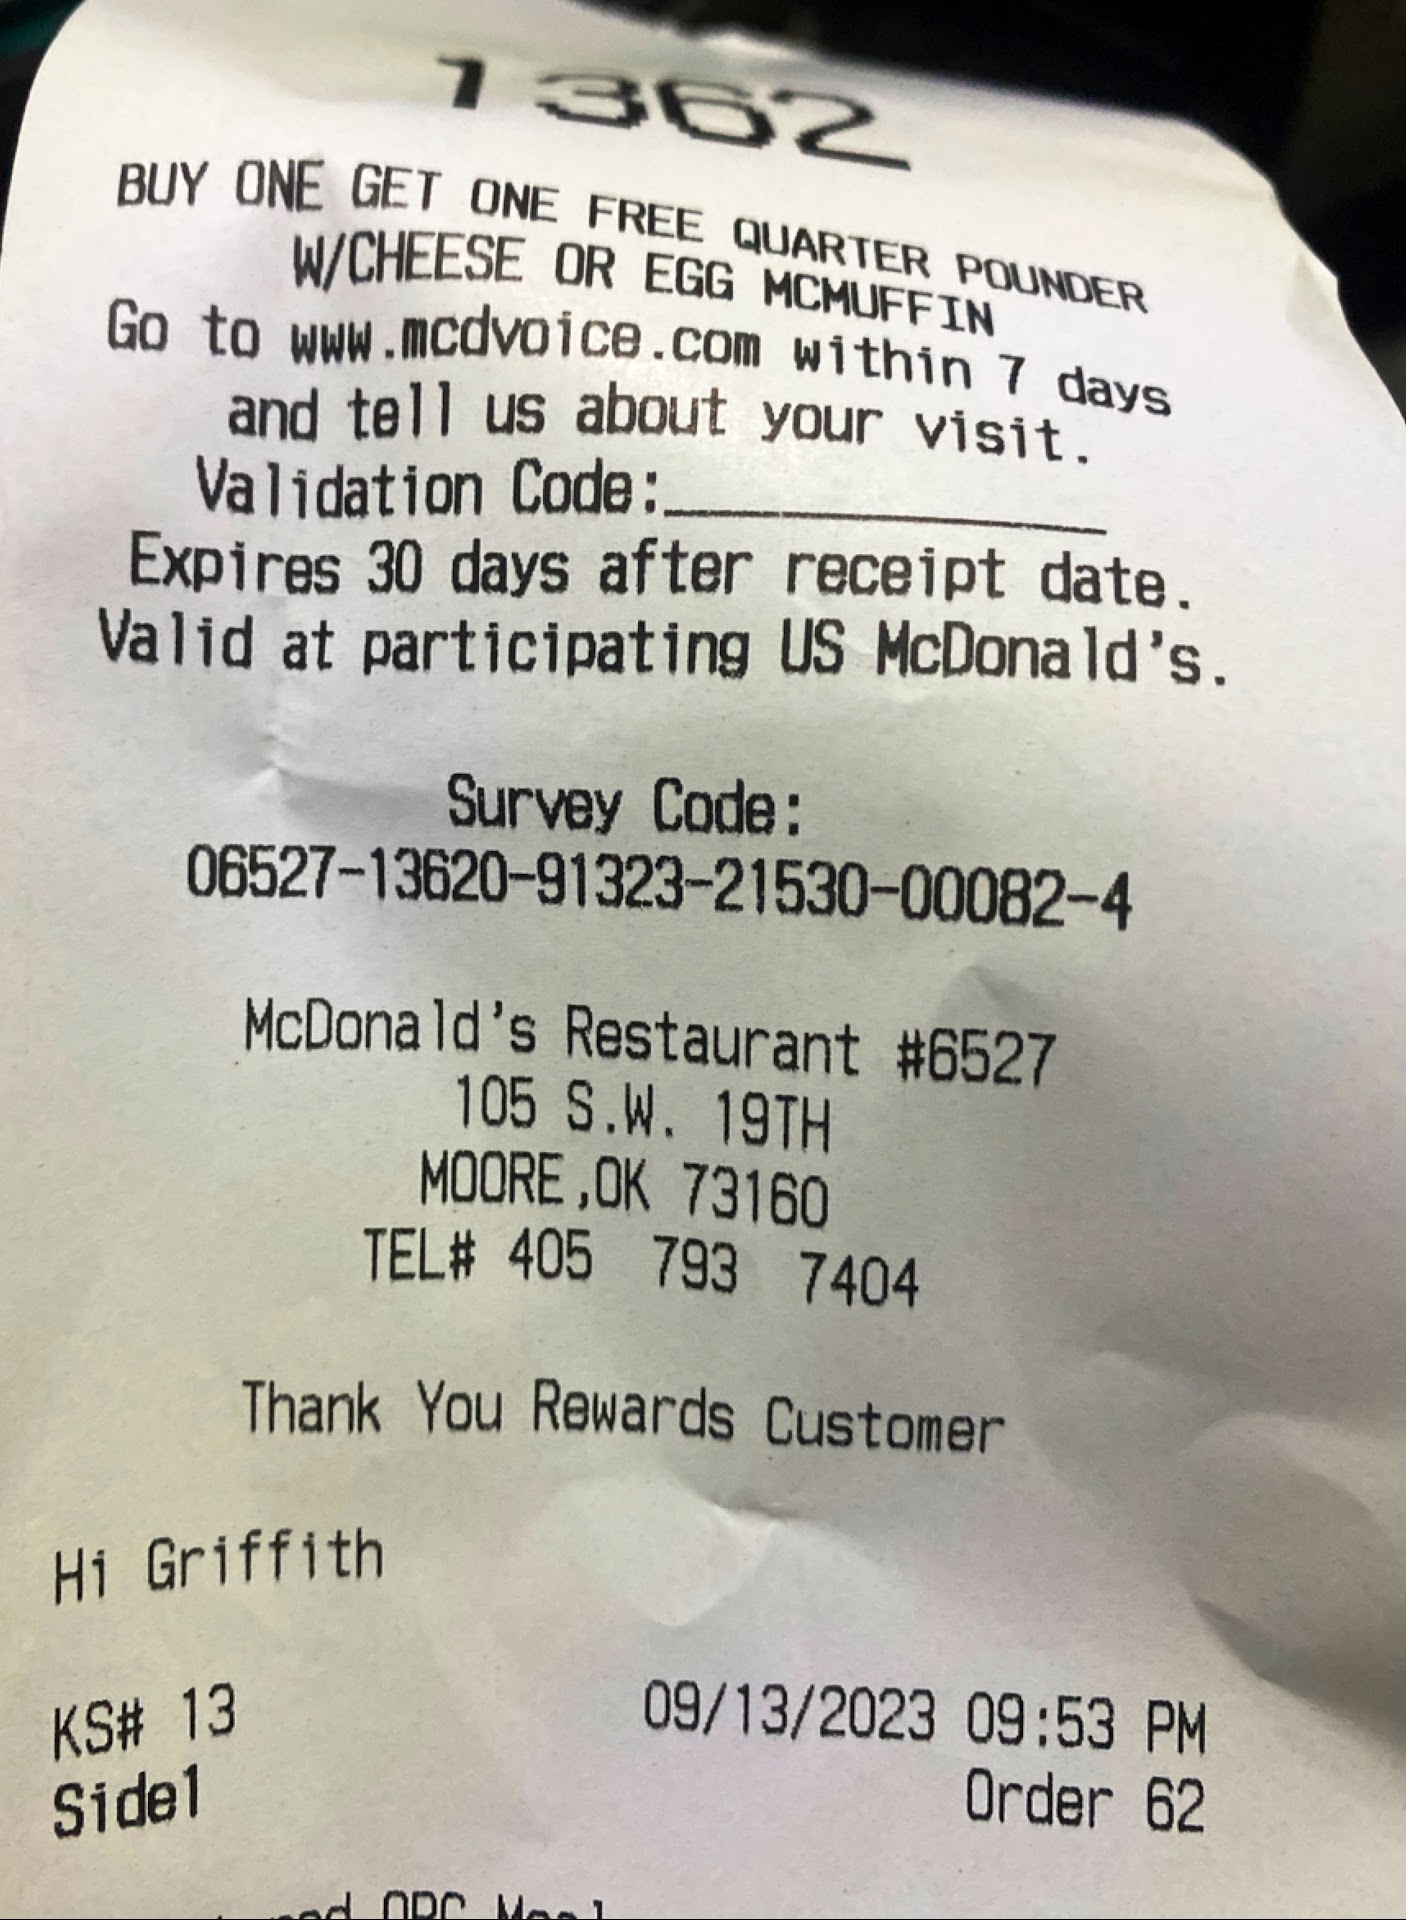 1362
BUY ONE GET ONE FREE QUARTER POUNDER
W/CHEESE OR EGG MCMUFFIN
Go to www.mcdvoice.com within 7 days
and tell us about your visit.
Validation Code:______________
Expires 30 days after receipt date.
Valid at participating US McDonald's.
Survey Code:
06527-13620-91323-21530-00082-4
McDonald's Restaurant #6527
105 S.W. 19TH
MOORE,OK 73160
TEL# 405 793 7404
Thank You Rewards Customer
Hi Griffith
KS# 13 09/13/2023 09:53 PM
Side1 Order 62
QPC Meal